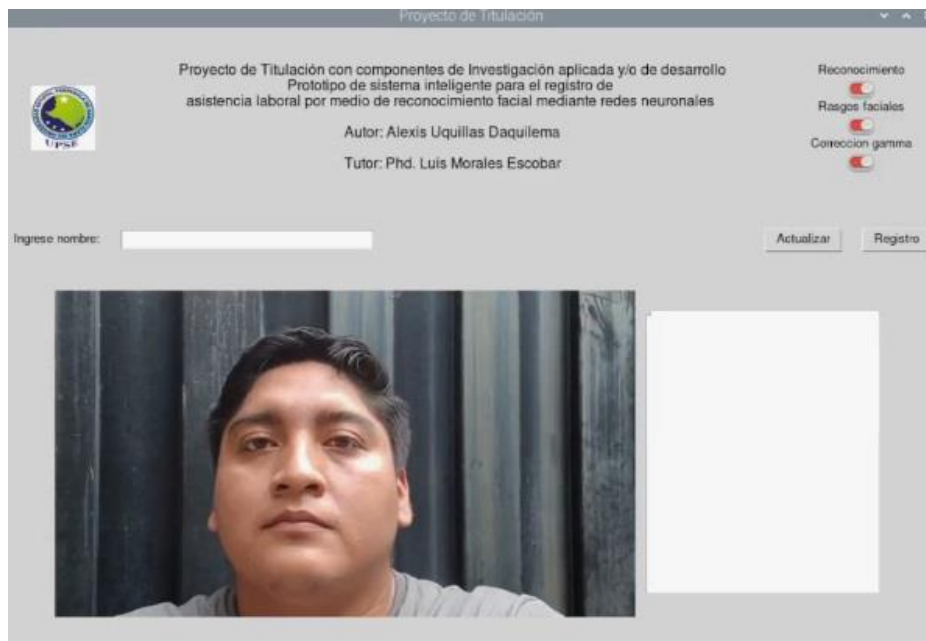 Proyecto de Titulación
Proyecto de Titulación con componentes de Investigación aplicada y/o de desarrollo
Prototipo de sistema inteligente para el registro de
asistencia laboral por medio de reconocimiento facial mediante redes neuronales
Autor: Alexis Uquillas Daquilema
Tutor: Phd. Luis Morales Escobar
UPSE
Reconocimiento
Rasgos faciales
Correccion gamma
Ingrese nombre:
Actualizar
Registro